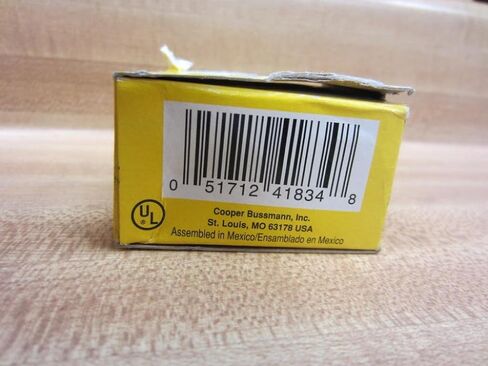 0 51712 41834 8
UL
Cooper Bussmann, Inc.
St. Louis, MO 63178 USA
Assembled in Mexico/Ensamblado en Mexico